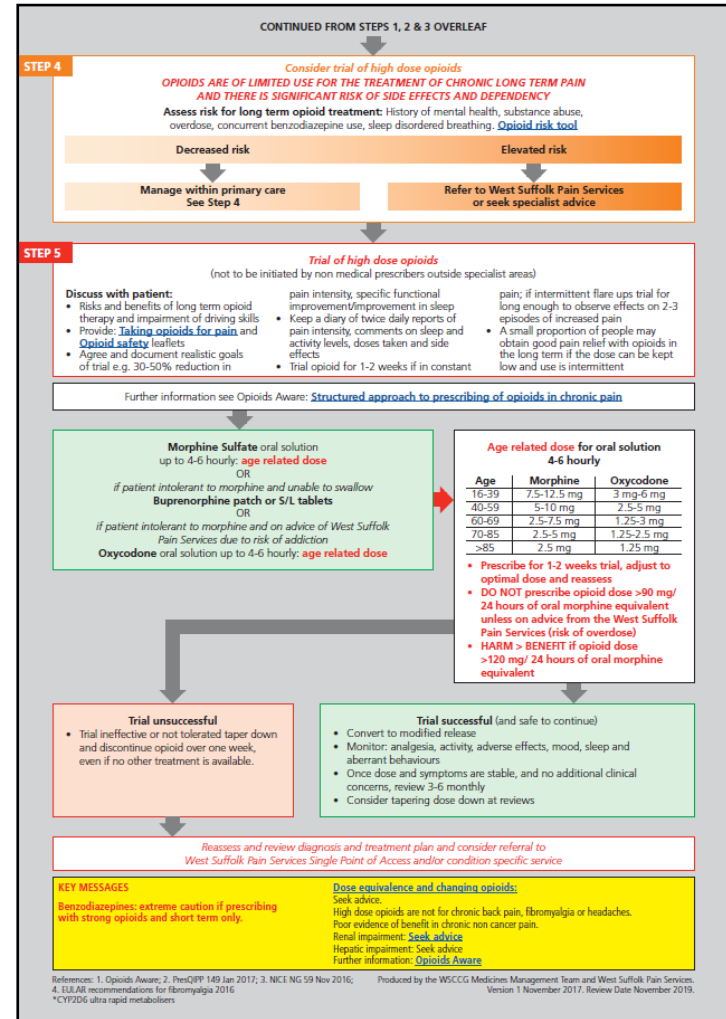 CONTINUED FROM STEPS 1, 2 & 3 OVERLEAF
STEP 4
Consider trial of high dose opioids
OPIOIDS ARE OF LIMITED USE FOR THE TREATMENT OF CHRONIC LONG TERM PAIN
AND THERE IS SIGNIFICANT RISK OF SIDE EFFECTS AND DEPENDENCY
Assess risk for long term opioid treatment: History of mental health, substance abuse,
overdose, concurrent benzodiazepine use, sleep disordered breathing. Opioid risk tool
Decreased risk
Elevated risk
Manage within primary care
See Step 4
Refer to West Suffolk Pain Services
or seek specialist advice
STEP 5
Trial of high dose opioids
(not to be initiated by non medical prescribers outside specialist areas)
Discuss with patient:
• Risks and benefits of long term opioid
therapy and impairment of driving skills
• Provide: Taking opioids for pain and
Opioid safety leaflets
• Agree and document realistic goals
of trial e.g. 30-50% reduction in
pain intensity, specific functional
improvement/improvement in sleep
• Keep a diary of twice daily reports of
pain intensity, comments on sleep and
activity levels, doses taken and side
effects
• Trial opioid for 1-2 weeks if in constant
pain; if intermittent flare ups trial for
long enough to observe effects on 2-3
episodes of increased pain
• A small proportion of people may
obtain good pain relief with opioids in
the long term if the dose can be kept
low and use is intermittent
Further information see Opioids Aware: Structured approach to prescribing of opioids in chronic pain
Morphine Sulfate oral solution
up to 4-6 hourly: age related dose
OR
if patient intolerant to morphine and unable to swallow
Buprenorphine patch or S/L tablets
OR
if patient intolerant to morphine and on advice of West Suffolk
Pain Services due to risk of addiction
Oxycodone oral solution up to 4-6 hourly: age related dose
Age related dose for oral solution
4-6 hourly
Age Morphine Oxycodone
16-39 7.5-12.5 mg 3 mg-6 mg
40-59 5-10 mg 2.5-5 mg
60-69 2.5-7.5 mg 1.25-3 mg
70-85 2.5-5 mg 1.25-2.5 mg
>85 2.5 mg 1.25 mg
• Prescribe for 1-2 weeks trial, adjust to
optimal dose and reassess
• DO NOT prescribe opioid dose >90 mg/
24 hours of oral morphine equivalent
unless on advice from the West Suffolk
Pain Services (risk of overdose)
• HARM > BENEFIT if opioid dose
>120 mg/ 24 hours of oral morphine
equivalent
Trial unsuccessful
• Trial ineffective or not tolerated taper down
and discontinue opioid over one week,
even if no other treatment is available.
Trial successful (and safe to continue)
• Convert to modified release
• Monitor: analgesia, activity, adverse effects, mood, sleep and
aberrant behaviours
• Once dose and symptoms are stable, and no additional clinical
concerns, review 3-6 monthly
• Consider tapering dose down at reviews
Reassess and review diagnosis and treatment plan and consider referral to
West Suffolk Pain Services Single Point of Access and/or condition specific service
KEY MESSAGES
Benzodiazepines: extreme caution if prescribing
with strong opioids and short term only.
Dose equivalence and changing opioids:
Seek advice.
High dose opioids are not for chronic back pain, fibromyalgia or headaches.
Poor evidence of benefit in chronic non cancer pain.
Renal impairment: Seek advice
Hepatic impairment: Seek advice
Further information: Opioids Aware
References: 1. Opioids Aware; 2. PresQIPP 149 Jan 2017; 3. NICE NG 59 Nov 2016;
4. EULAR recommendations for fibromyalgia 2016
*CYP2D6 ultra rapid metabolisers
Produced by the WSCCG Medicines Management Team and West Suffolk Pain Services.
Version 1 November 2017. Review Date November 2019.